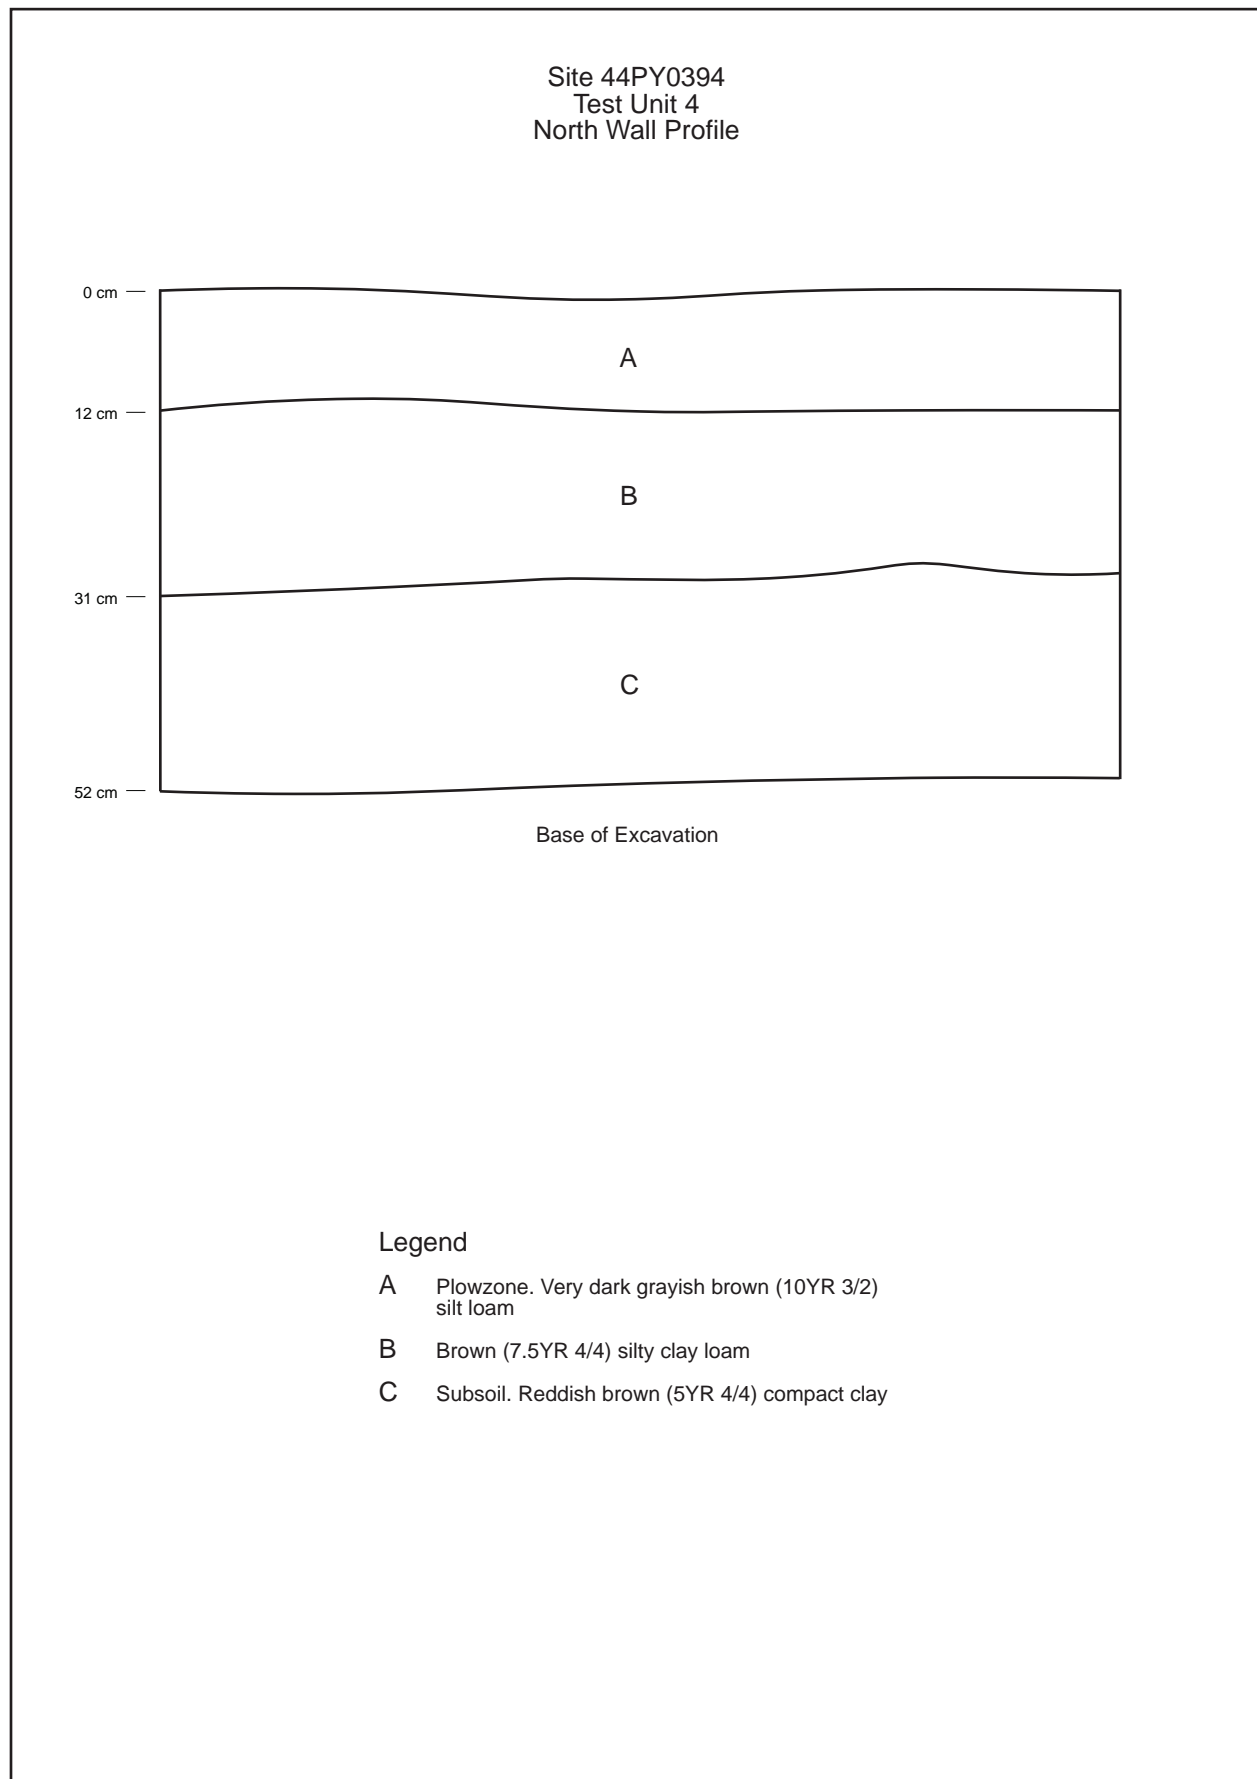 Site 44PY0394
Test Unit 4
North Wall Profile
0 cm
A
12 cm
B
31 cm
C
52 cm
Base of Excavation
Legend
A Plowzone. Very dark grayish brown (10YR 3/2)
silt loam
B Brown (7.5YR 4/4) silty clay loam
C Subsoil. Reddish brown (5YR 4/4) compact clay